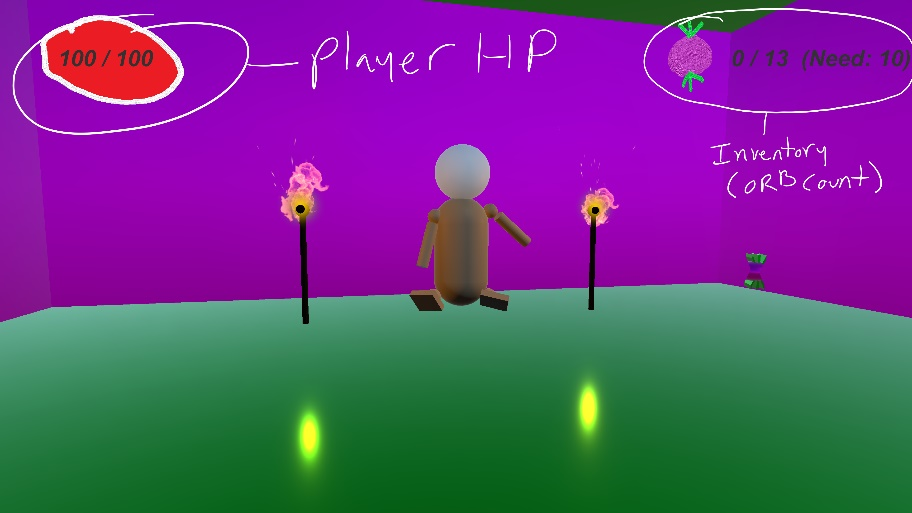 100 / 100
Player HP
0 / 13 (Need: 10)
Inventory
(ORB Count)